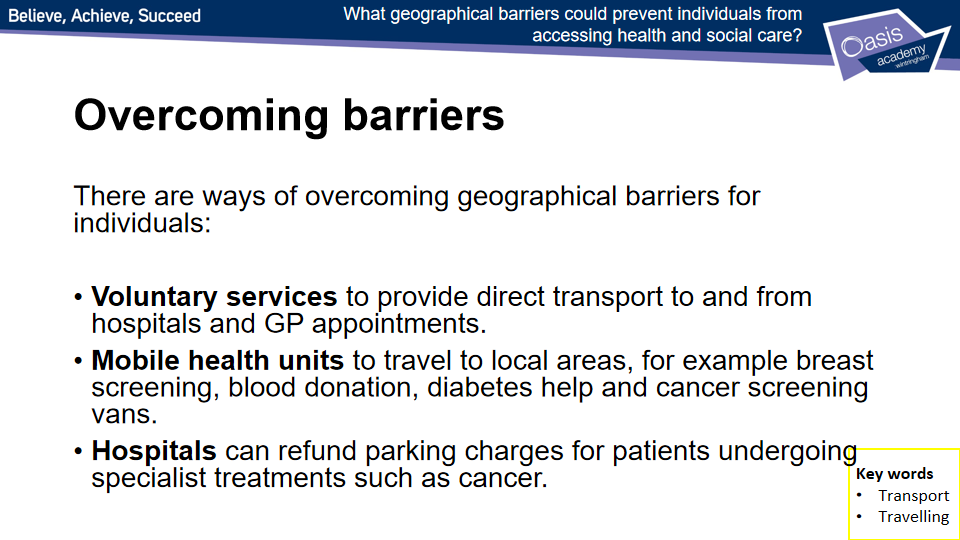 Believe, Achieve, Succeed
What geographical barriers could prevent individuals from
accessing health and social care?
Oasis
academy
wintringham
Overcoming barriers
There are ways of overcoming geographical barriers for
individuals:
• Voluntary services to provide direct transport to and from
hospitals and GP appointments.
• Mobile health units to travel to local areas, for example breast
screening, blood donation, diabetes help and cancer screening
vans.
• Hospitals can refund parking charges for patients undergoing
specialist treatments such as cancer.
Key words
• Transport
• Travelling